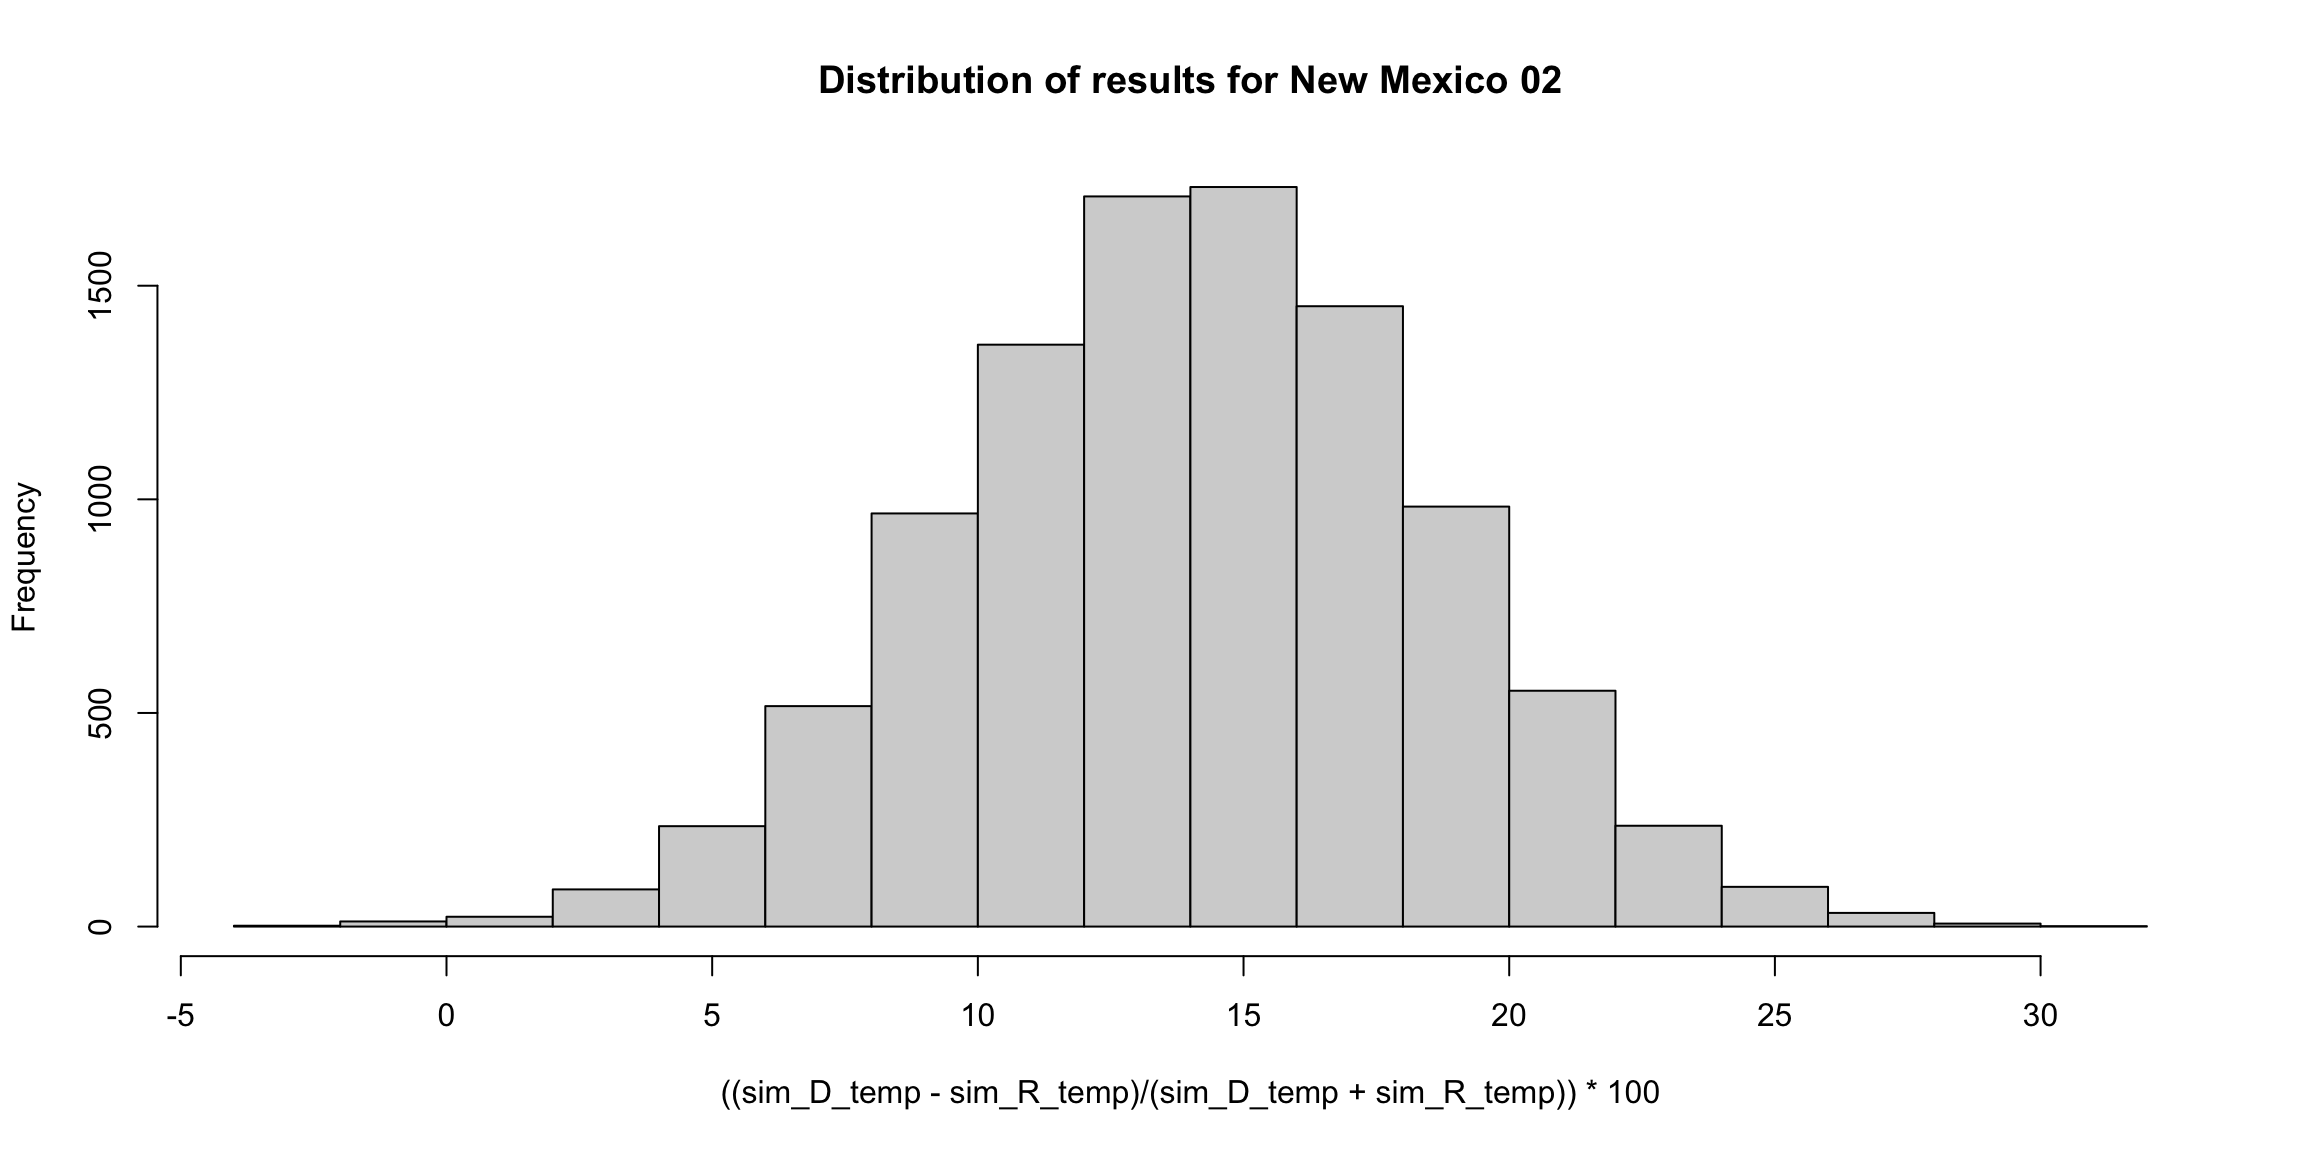 Distribution of results for New Mexico 02
Frequency
1500
1000
500
0
-5 0 5 10 15 20 25 30
((sim_D_temp - sim_R_temp)/(sim_D_temp + sim_R_temp)) * 100